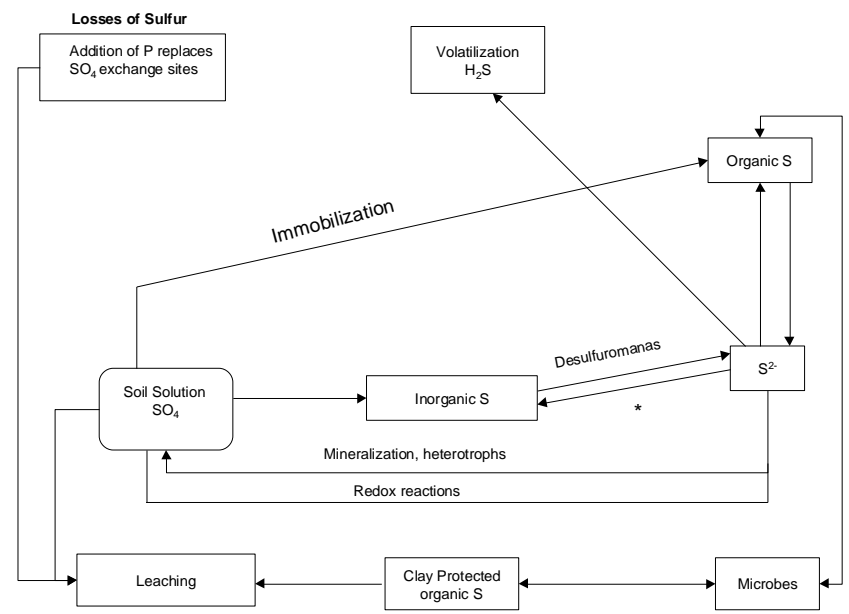 Losses of Sulfur
Addition of P replaces
SO₄ exchange sites
Volatilization
H₂S
Organic S
Immobilization
Desulfuromanas
S²⁻
Soil Solution
SO₄
Inorganic S
*
Mineralization, heterotrophs
Redox reactions
Leaching
Clay Protected
organic S
Microbes